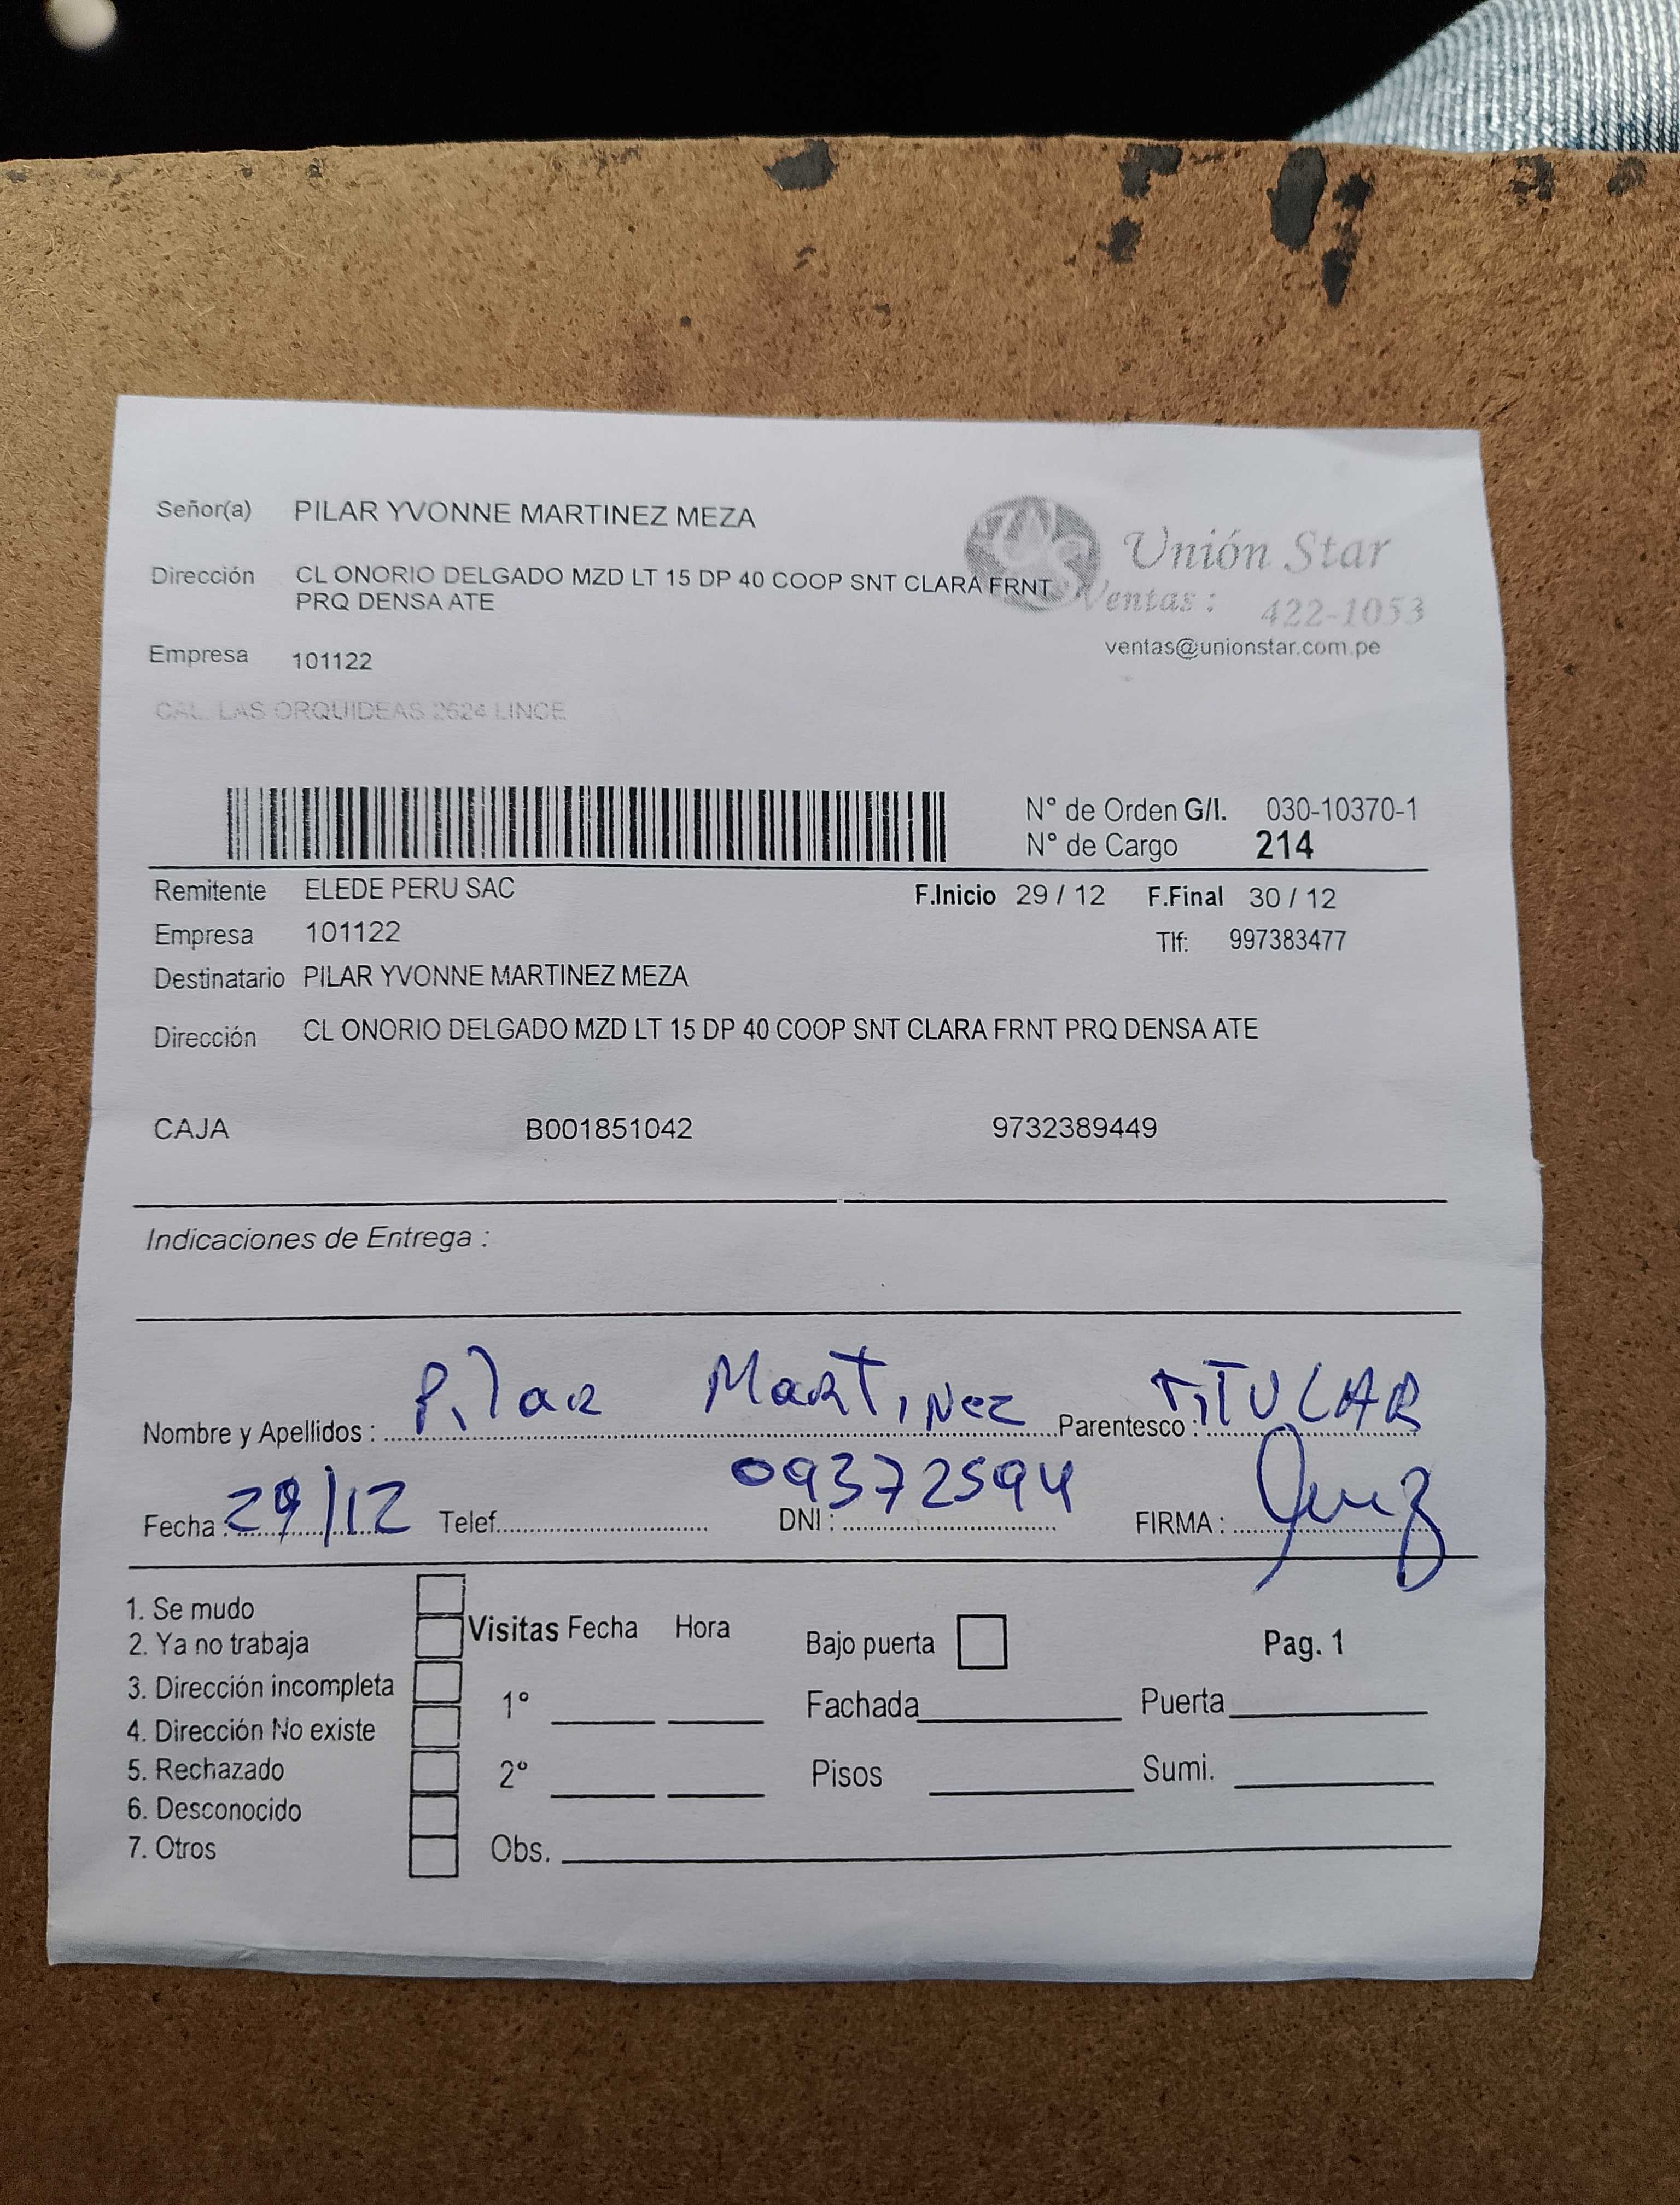 Señor(a) PILAR YVONNE MARTINEZ MEZA
Unión Star
Dirección CL ONORIO DELGADO MZD LT 15 DP 40 COOP SNT CLARA FRNT
PRQ DENSA ATE
Ventas : 422-1053
ventas@unionstar.com.pe
Empresa 101122
CAL. LAS ORQUIDEAS 2624 LINCE
N° de Orden G/I. 030-10370-1
N° de Cargo 214
Remitente ELEDE PERU SAC F.Inicio 29 / 12 F.Final 30 / 12
Empresa 101122 Tlf: 997383477
Destinatario PILAR YVONNE MARTINEZ MEZA
Dirección CL ONORIO DELGADO MZD LT 15 DP 40 COOP SNT CLARA FRNT PRQ DENSA ATE
CAJA B001851042 9732389449
Indicaciones de Entrega :
Nombre y Apellidos : Pilar Martinez Parentesco : TITULAR
Fecha : 29/12 Telef. DNI : 09372594 FIRMA :
1. Se mudo
2. Ya no trabaja
3. Dirección incompleta
4. Dirección No existe
5. Rechazado
6. Desconocido
7. Otros
Visitas Fecha Hora Bajo puerta Pag. 1
1° Fachada Puerta
2° Pisos Sumi.
Obs.